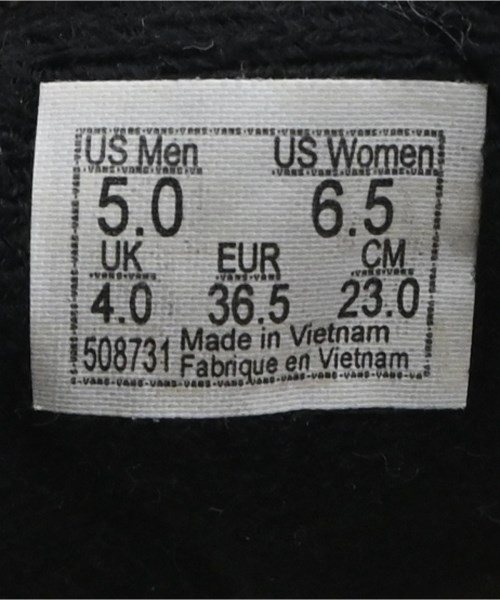 US Men US Women
5.0 6.5
UK EUR CM
4.0 36.5 23.0
508731 Made in Vietnam
Fabrique en Vietnam